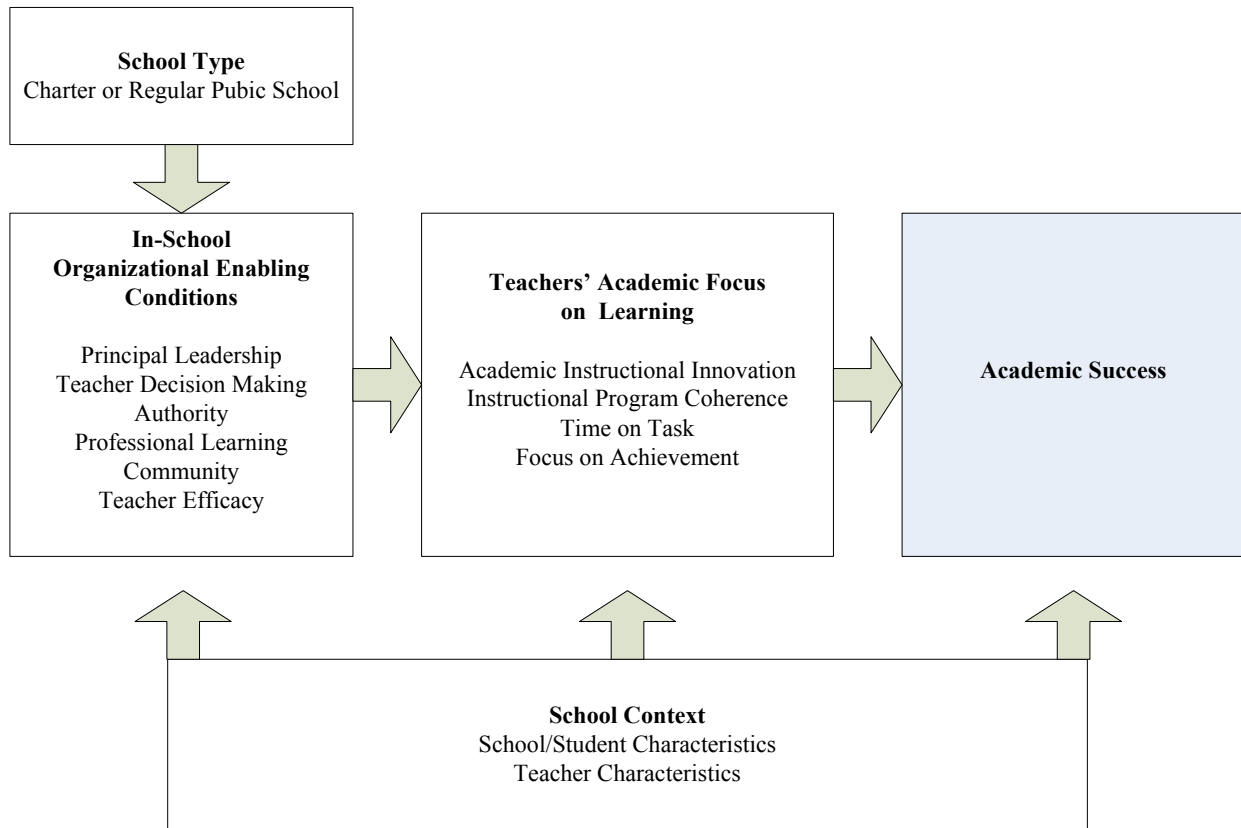 School Type
Charter or Regular Pubic School
In-School
Organizational Enabling
Conditions
Principal Leadership
Teacher Decision Making
Authority
Professional Learning
Community
Teacher Efficacy
Teachers’ Academic Focus
on Learning
Academic Instructional Innovation
Instructional Program Coherence
Time on Task
Focus on Achievement
Academic Success
School Context
School/Student Characteristics
Teacher Characteristics